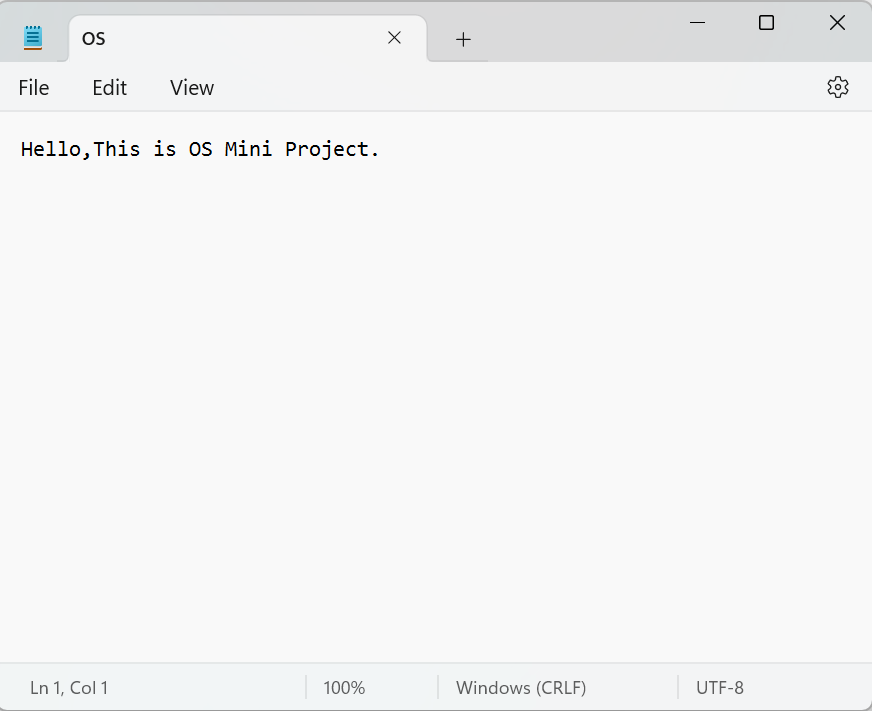 OS
File Edit View
Hello,This is OS Mini Project.
Ln 1, Col 1 100% Windows (CRLF) UTF-8